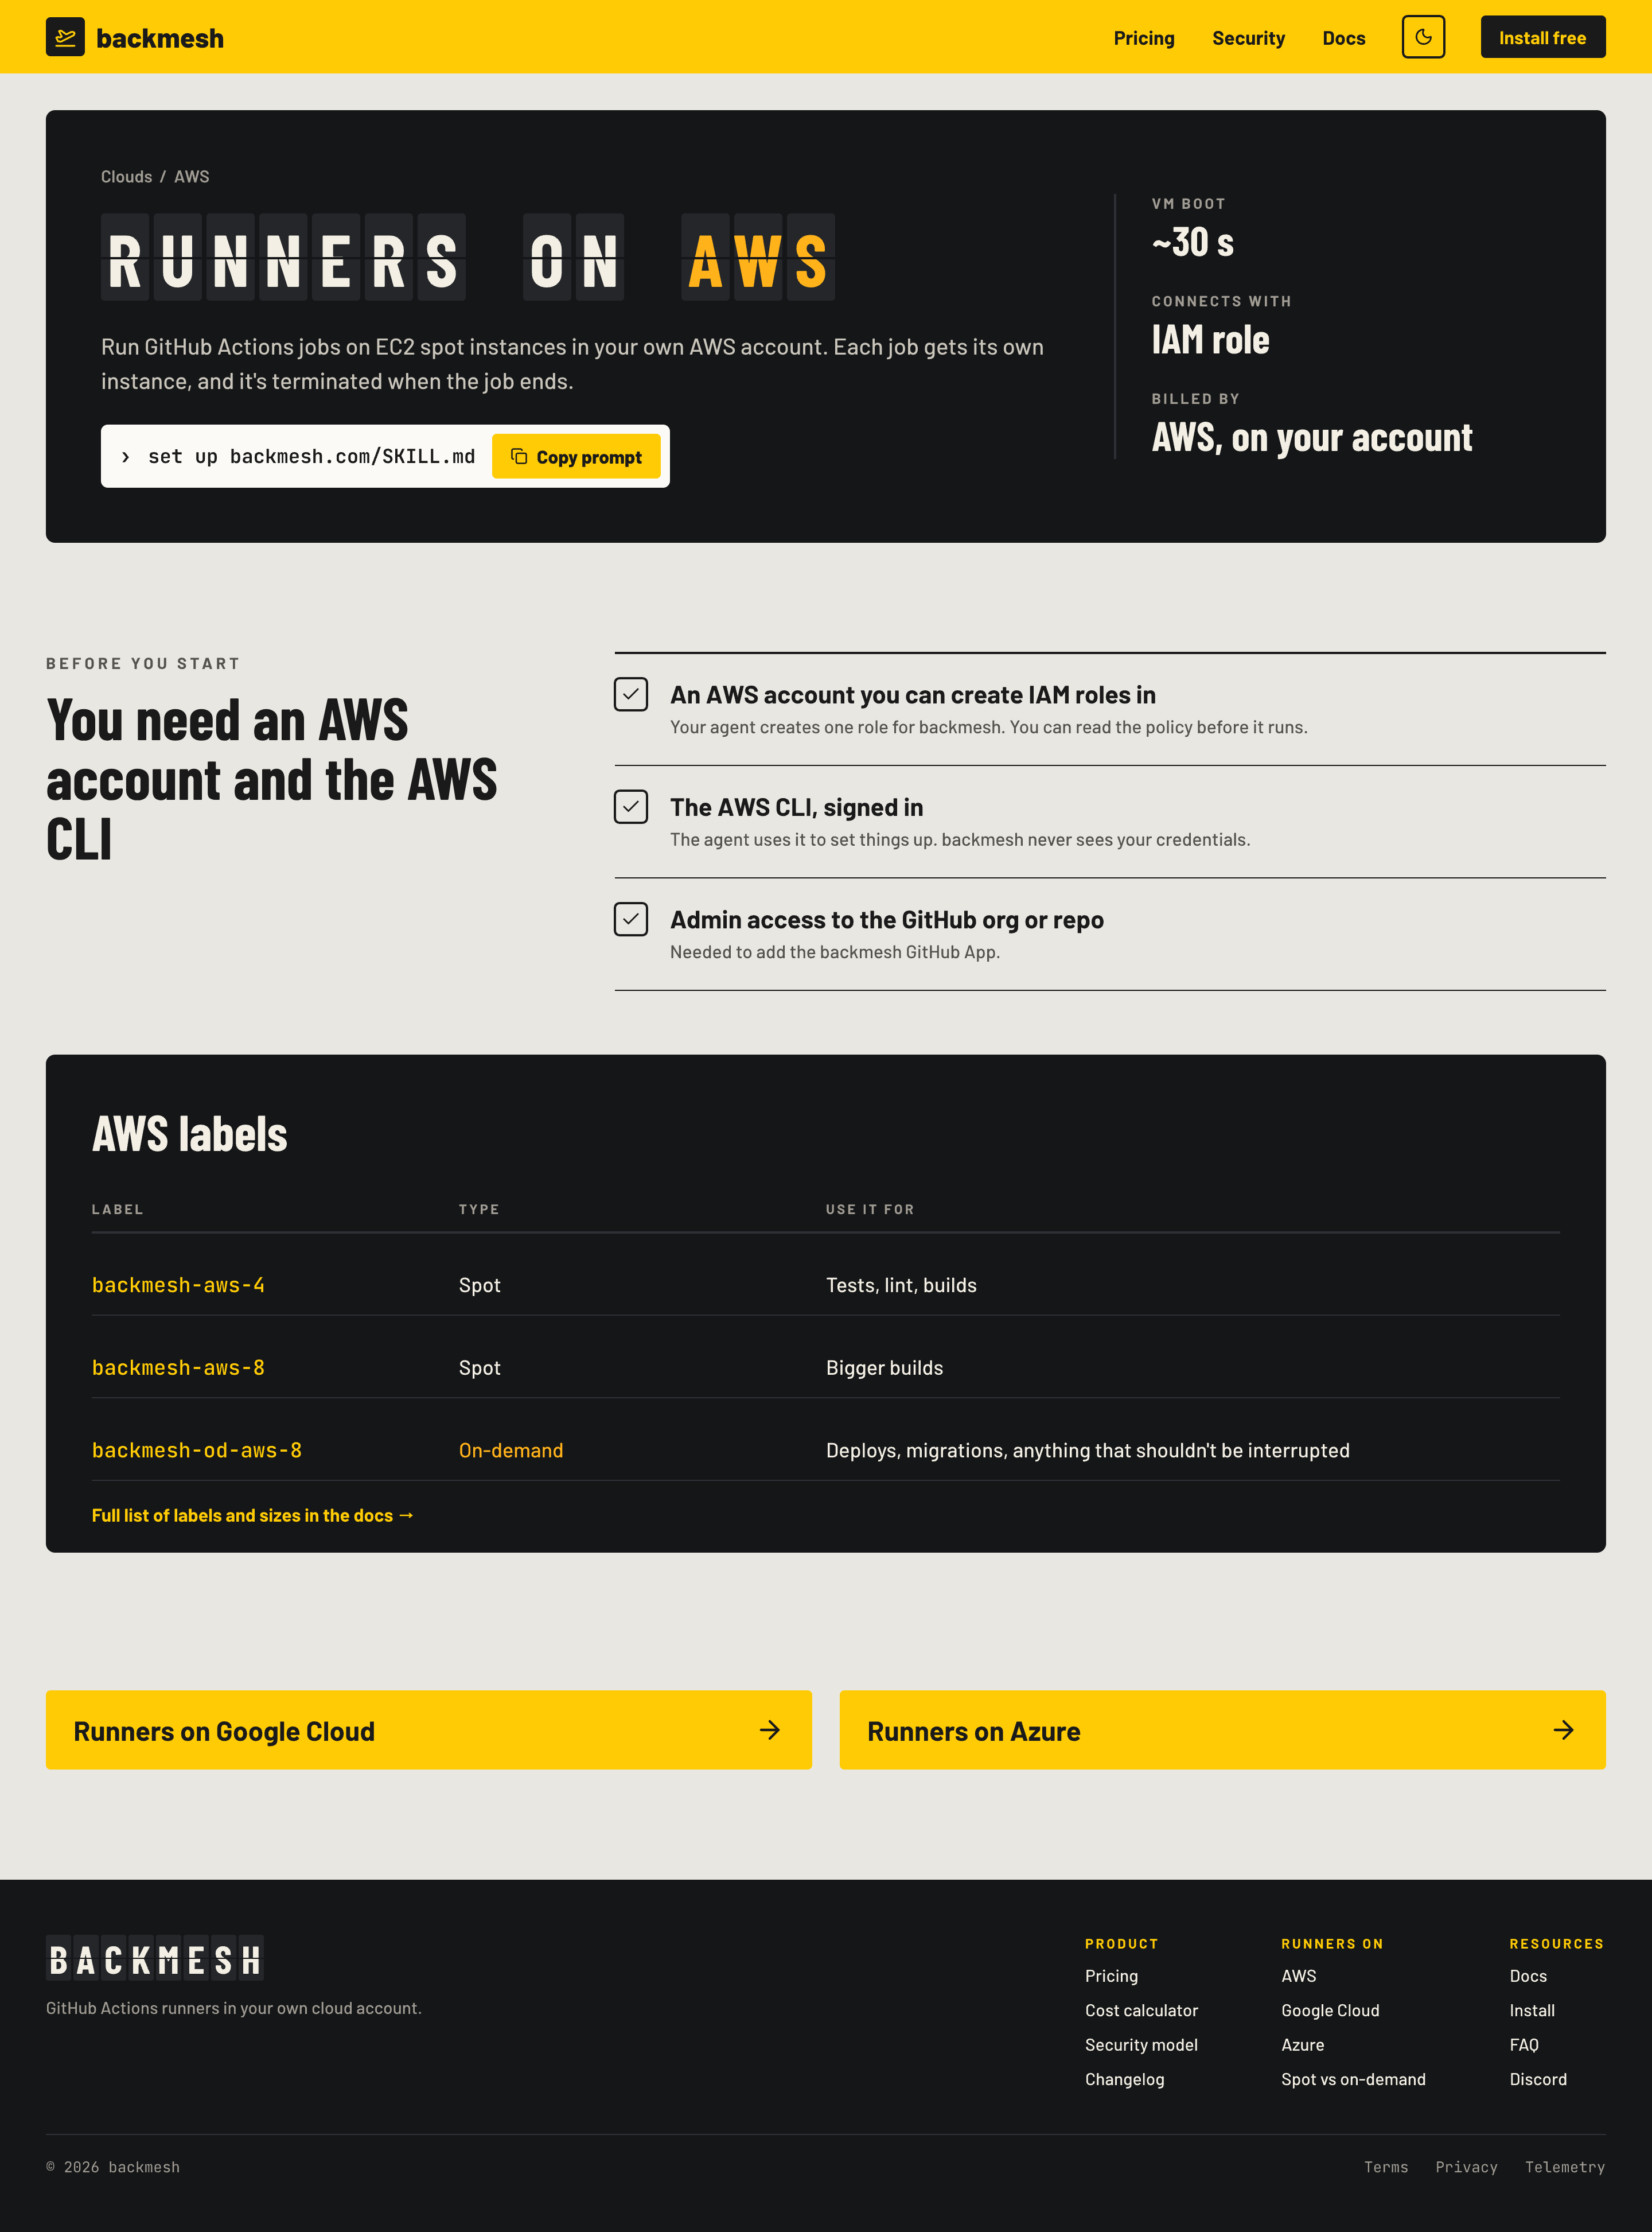 backmesh
Pricing
Security
Docs
Install free
Clouds / AWS
RUNNERS ON AWS
Run GitHub Actions jobs on EC2 spot instances in your own AWS account. Each job gets its own
instance, and it's terminated when the job ends.
› set up backmesh.com/SKILL.md
Copy prompt
VM BOOT
~30 s
CONNECTS WITH
IAM role
BILLED BY
AWS, on your account
BEFORE YOU START
You need an AWS
account and the AWS
CLI
An AWS account you can create IAM roles in
Your agent creates one role for backmesh. You can read the policy before it runs.
The AWS CLI, signed in
The agent uses it to set things up. backmesh never sees your credentials.
Admin access to the GitHub org or repo
Needed to add the backmesh GitHub App.
AWS labels
LABEL TYPE USE IT FOR
backmesh-aws-4 Spot Tests, lint, builds
backmesh-aws-8 Spot Bigger builds
backmesh-od-aws-8 On-demand Deploys, migrations, anything that shouldn't be interrupted
Full list of labels and sizes in the docs →
Runners on Google Cloud →
Runners on Azure →
BACKMESH
GitHub Actions runners in your own cloud account.
PRODUCT
Pricing
Cost calculator
Security model
Changelog
RUNNERS ON
AWS
Google Cloud
Azure
Spot vs on-demand
RESOURCES
Docs
Install
FAQ
Discord
© 2026 backmesh
Terms
Privacy
Telemetry